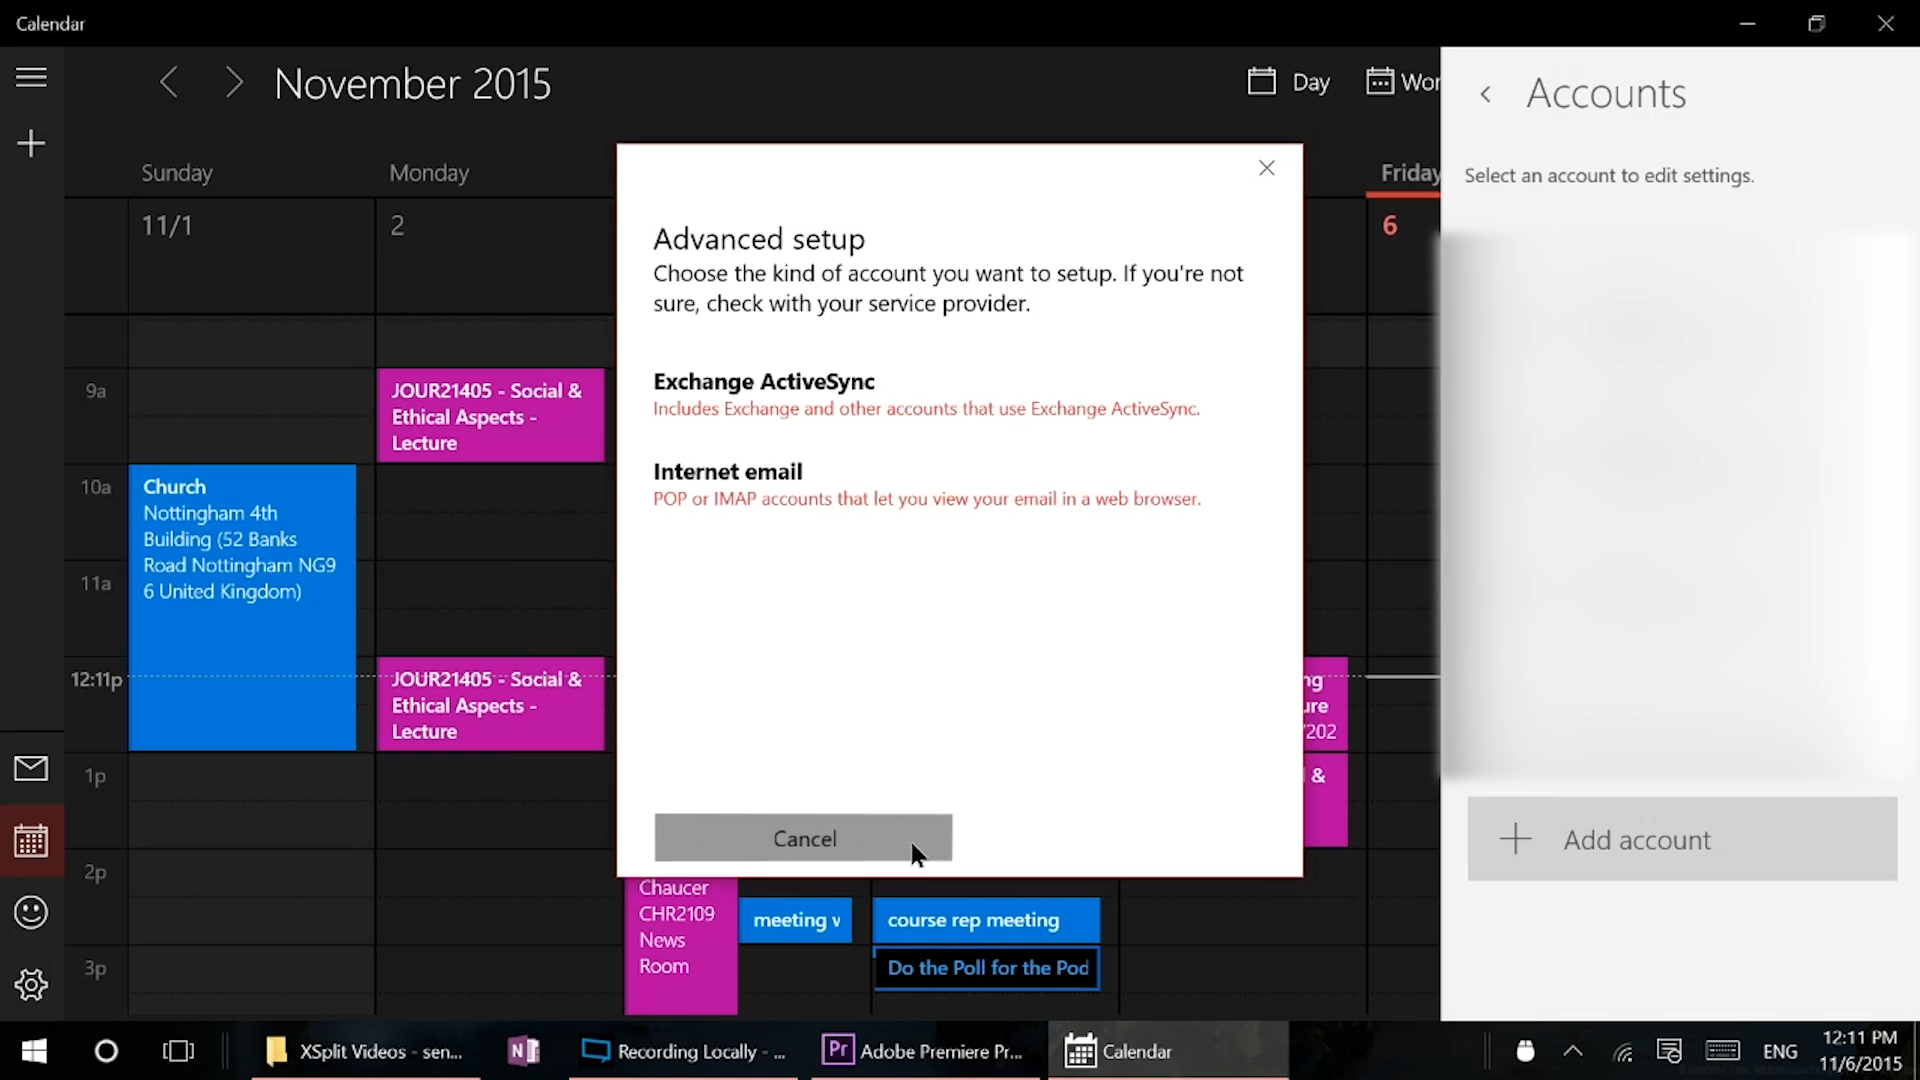 Calendar
November 2015
Day
Wor
Accounts
Select an account to edit settings.
Sunday
Monday
Friday
11/1
2
6
Advanced setup
Choose the kind of account you want to setup. If you're not
sure, check with your service provider.
Exchange ActiveSync
Includes Exchange and other accounts that use Exchange ActiveSync.
Internet email
POP or IMAP accounts that let you view your email in a web browser.
Cancel
9a
JOUR21405 - Social &
Ethical Aspects -
Lecture
10a
Church
Nottingham 4th
Building (52 Banks
Road Nottingham NG9
6 United Kingdom)
11a
12:11p
JOUR21405 - Social &
Ethical Aspects -
Lecture
ng
ure
/202
&
1p
2p
3p
Chaucer
CHR2109
News
Room
meeting
course rep meeting
Do the Poll for the Pod
Add account
XSplit Videos - sen...
N
Recording Locally - ...
Pr
Adobe Premiere Pr...
Calendar
ENG
12:11 PM
11/6/2015